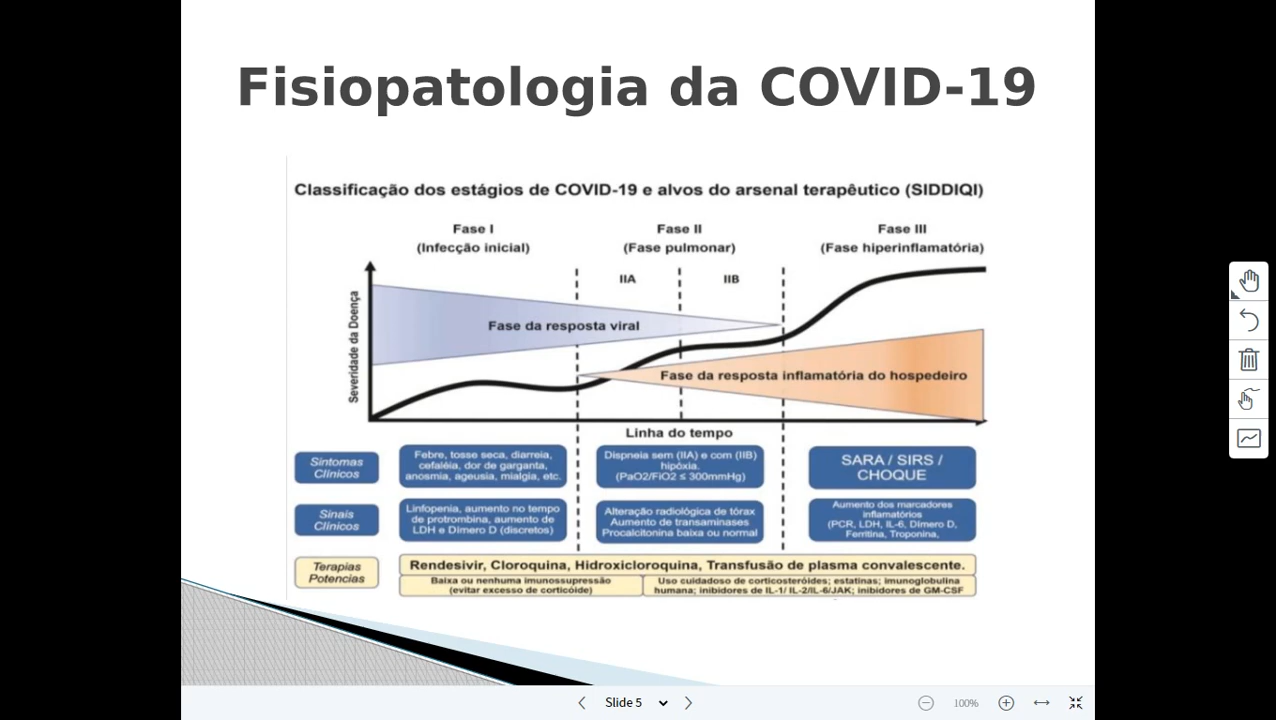 Fisiopatologia da COVID-19
Classificação dos estágios de COVID-19 e alvos do arsenal terapêutico (SIDDIQI)
Fase I
(Infecção inicial)
Fase II
(Fase pulmonar)
Fase III
(Fase hiperinflamatória)
IIA
IIB
Severidade da Doença
Fase da resposta viral
Fase da resposta inflamatória do hospedeiro
Linha do tempo
Sintomas
Clínicos
Febre, tosse seca, diarreia,
cefaléia, dor de garganta,
anosmia, ageusia, mialgia, etc.
Dispneia sem (IIA) e com (IIB)
hipóxia.
(PaO2/FiO2 ≤ 300mmHg)
SARA / SIRS /
CHOQUE
Sinais
Clínicos
Linfopenia, aumento no tempo
de protrombina, aumento de
LDH e Dímero D (discretos)
Alteração radiológica de tórax
Aumento de transaminases
Procalcitonina baixa ou normal
Aumento dos marcadores
inflamatórios
(PCR, LDH, IL-6, Dímero D,
Ferritina, Troponina,
Terapias
Potencias
Rendesivir, Cloroquina, Hidroxicloroquina, Transfusão de plasma convalescente.
Baixa ou nenhuma imunossupressão
(evitar excesso de corticóide)
Uso cuidadoso de corticosteróides; estatinas; imunoglobulina
humana; inibidores de IL-1/ IL-2/IL-6/JAK; inibidores de GM-CSF
Slide 5
100%